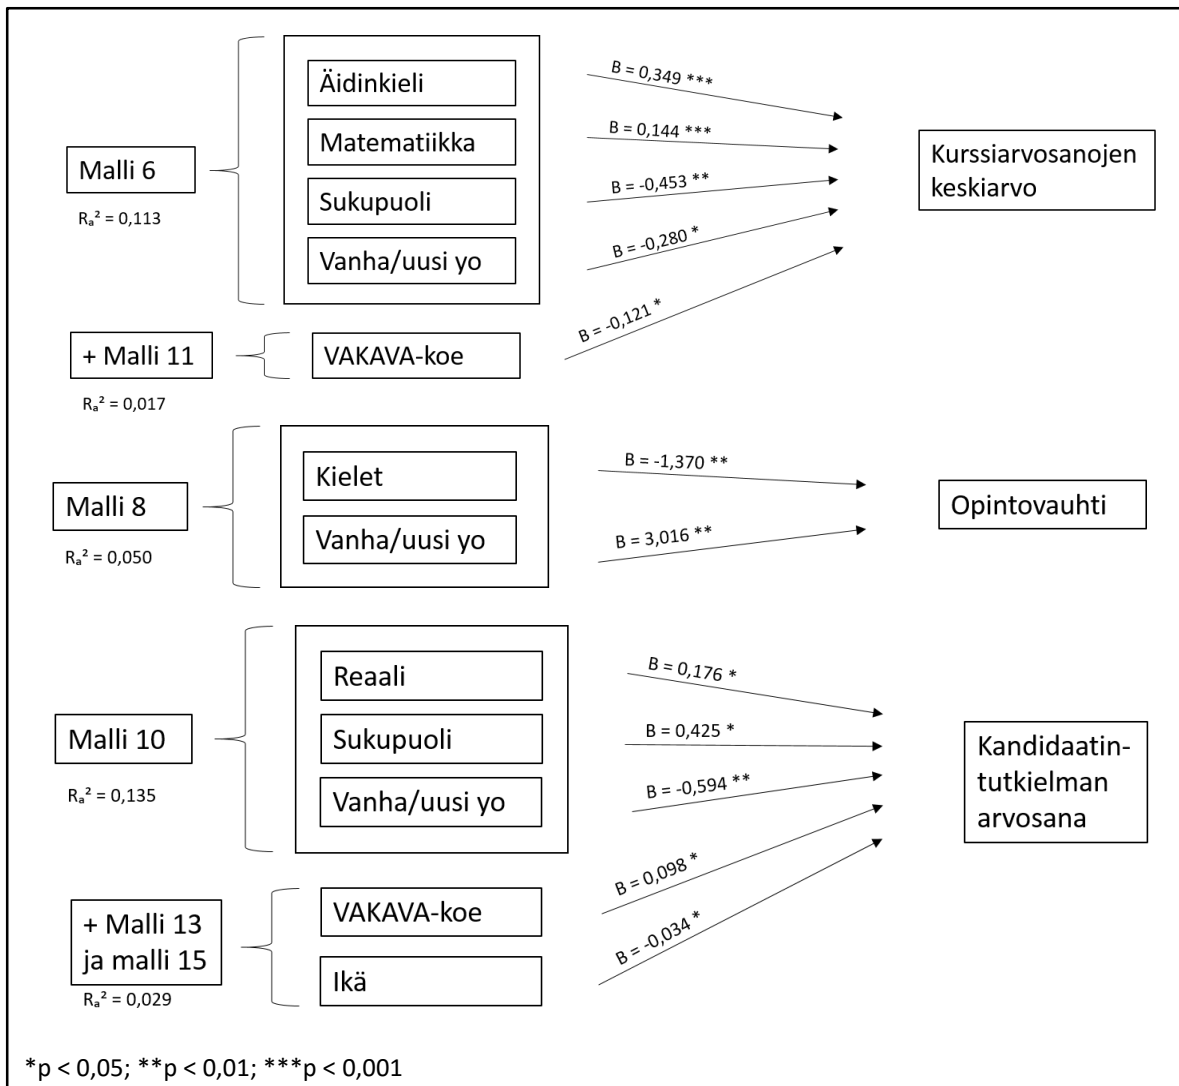 Äidinkieli
Matematiikka
Sukupuoli
Vanha/uusi yo
Malli 6
Rₐ² = 0,113
B = 0,349 ***
B = 0,144 ***
B = -0,453 **
B = -0,280 *
B = -0,121 *
Kurssiarvosanojen
keskiarvo
+ Malli 11
Rₐ² = 0,017
VAKAVA-koe
Malli 8
Rₐ² = 0,050
Kielet
Vanha/uusi yo
B = -1,370 **
B = 3,016 **
Opintovauhti
Malli 10
Rₐ² = 0,135
Reaali
Sukupuoli
Vanha/uusi yo
B = 0,176 *
B = 0,425 *
B = -0,594 **
B = 0,098 *
B = -0,034 *
Kandidaatin-
tutkielman
arvosana
+ Malli 13
ja malli 15
Rₐ² = 0,029
VAKAVA-koe
Ikä
*p < 0,05; **p < 0,01; ***p < 0,001